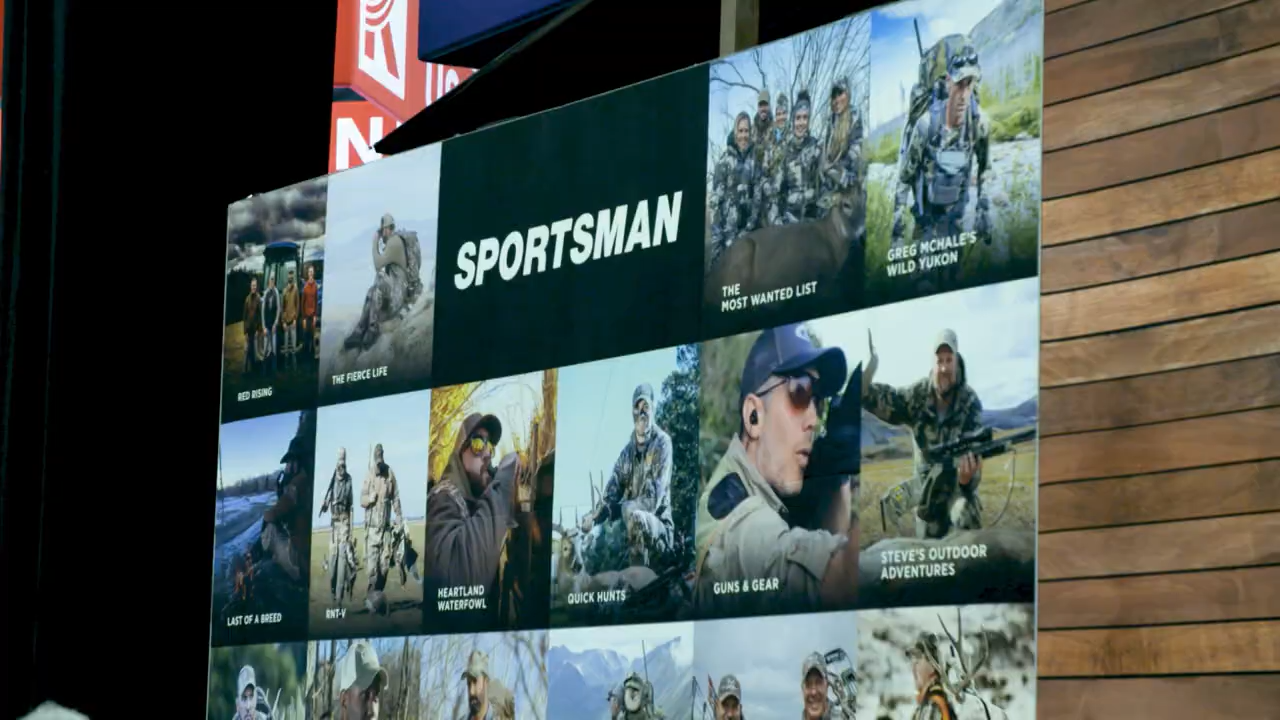 N
SPORTSMAN
RED RISING
THE FIERCE LIFE
THE
MOST WANTED LIST
GREG MCHALE'S
WILD YUKON
LAST OF A BREED
RNT-V
HEARTLAND
WATERFOWL
QUICK HUNTS
GUNS & GEAR
STEVE'S OUTDOOR
ADVENTURES